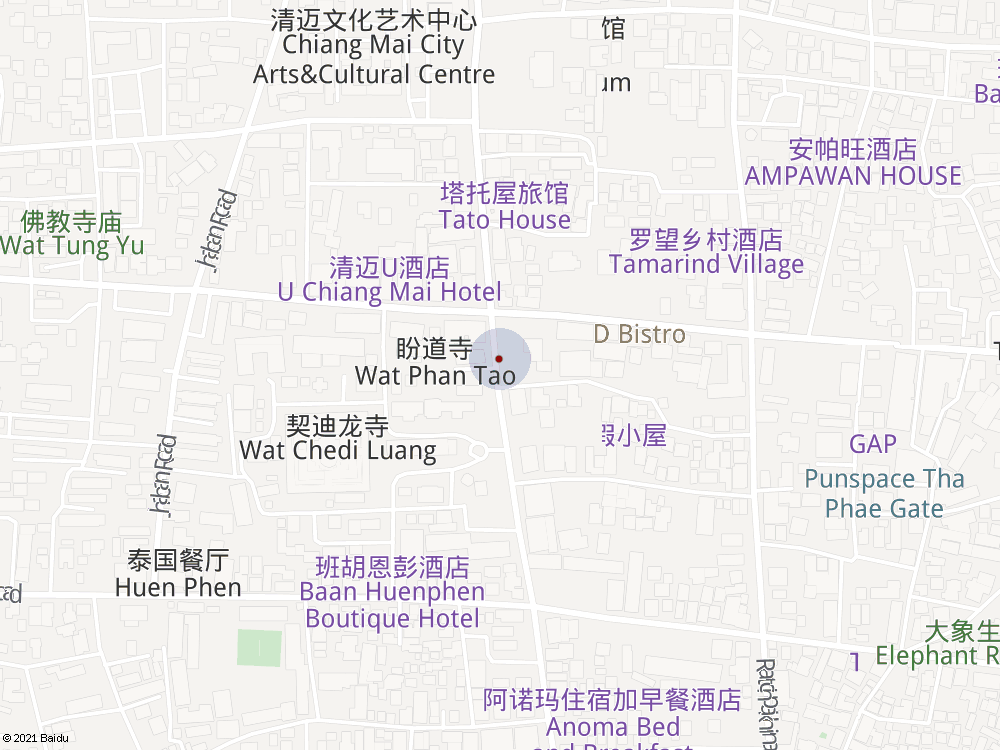 清迈文化艺术中心
Chiang Mai City
Arts&Cultural Centre
馆
um
Ba
安帕旺酒店
AMPAWAN HOUSE
塔托屋旅馆
Tato House
佛教寺庙
Wat Tung Yu
罗望乡村酒店
Tamarind Village
清迈U酒店
U Chiang Mai Hotel
D Bistro
盼道寺
Wat Phan Tao
契迪龙寺
Wat Chedi Luang
小屋
GAP
Punspace Tha
Phae Gate
泰国餐厅
Huen Phen
班胡恩彭酒店
Baan Huenphen
Boutique Hotel
大象生
Elephant R
阿诺玛住宿加早餐酒店
Anoma Bed
and Breakfast
© 2021 Baidu